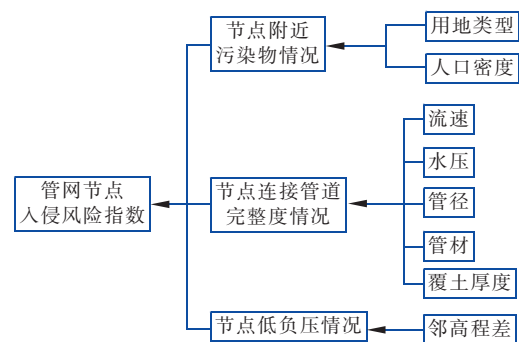 节点附近
污染物情况
用地类型
人口密度
管网节点
入侵风险指数
节点连接管道
完整度情况
流速
水压
管径
管材
覆土厚度
节点低负压情况
邻高程差